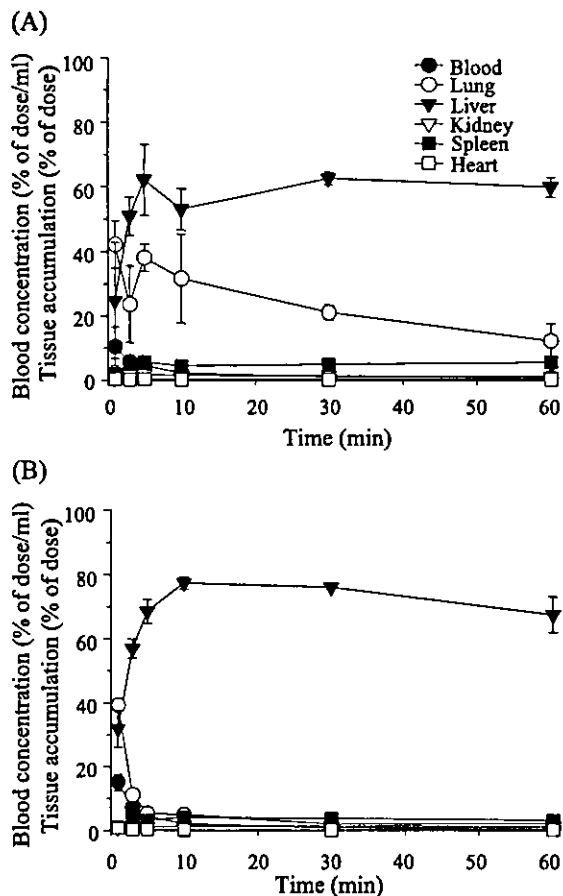 (A)
Blood concentration (% of dose/ml)
Tissue accumulation (% of dose)
100
80
60
40
20
0
Blood
Lung
Liver
Kidney
Spleen
Heart
0 10 20 30 40 50 60
Time (min)
(B)
Blood concentration (% of dose/ml)
Tissue accumulation (% of dose)
100
80
60
40
20
0
0 10 20 30 40 50 60
Time (min)